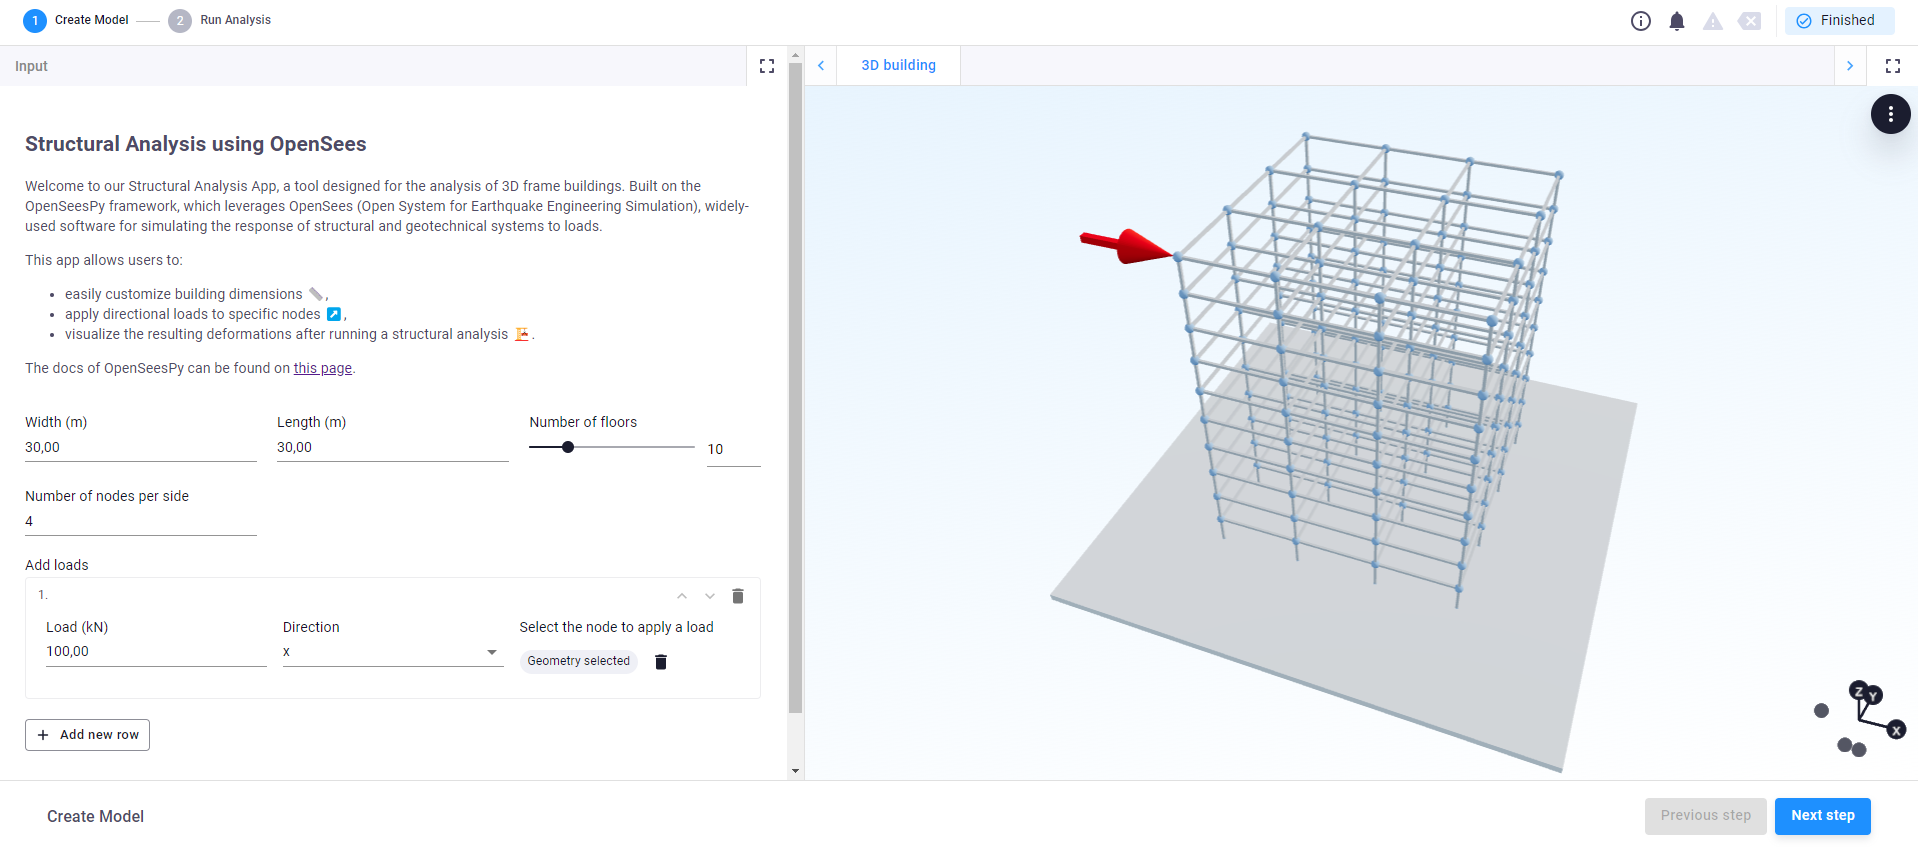 1 Create Model 2 Run Analysis
Finished
Input
3D building
Structural Analysis using OpenSees
Welcome to our Structural Analysis App, a tool designed for the analysis of 3D frame buildings. Built on the
OpenSeesPy framework, which leverages OpenSees (Open System for Earthquake Engineering Simulation), widely-
used software for simulating the response of structural and geotechnical systems to loads.
This app allows users to:
• easily customize building dimensions 📏,
• apply directional loads to specific nodes ↗️,
• visualize the resulting deformations after running a structural analysis 🏗️.
The docs of OpenSeesPy can be found on this page.
Width (m) Length (m) Number of floors
30,00 30,00 10
Number of nodes per side
4
Add loads
1.
Load (kN) Direction Select the node to apply a load
100,00 x Geometry selected
+ Add new row
Z Y
X
Create Model
Previous step Next step